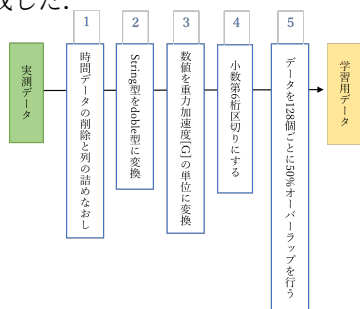 成した.
1
2
3
4
5
実測データ
時間データの削除と列の詰めなおし
String型をdoble型に変換
数値を重力加速度[G]の単位に変換
小数第6桁区切りにする
データを128個ごとに50%オーバーラップを行う
学習用データ